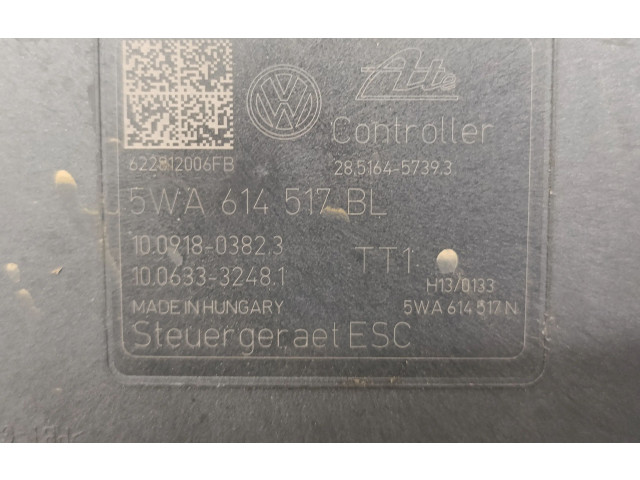 Ate
Controller
622812006FB
28.5164-5739.3
5WA 614 517 BL
10.0918-0382.3
TT1
10.0633-3248.1
H13/0133
MADE IN HUNGARY
5WA 614 517 N
Steuergeraet ESC